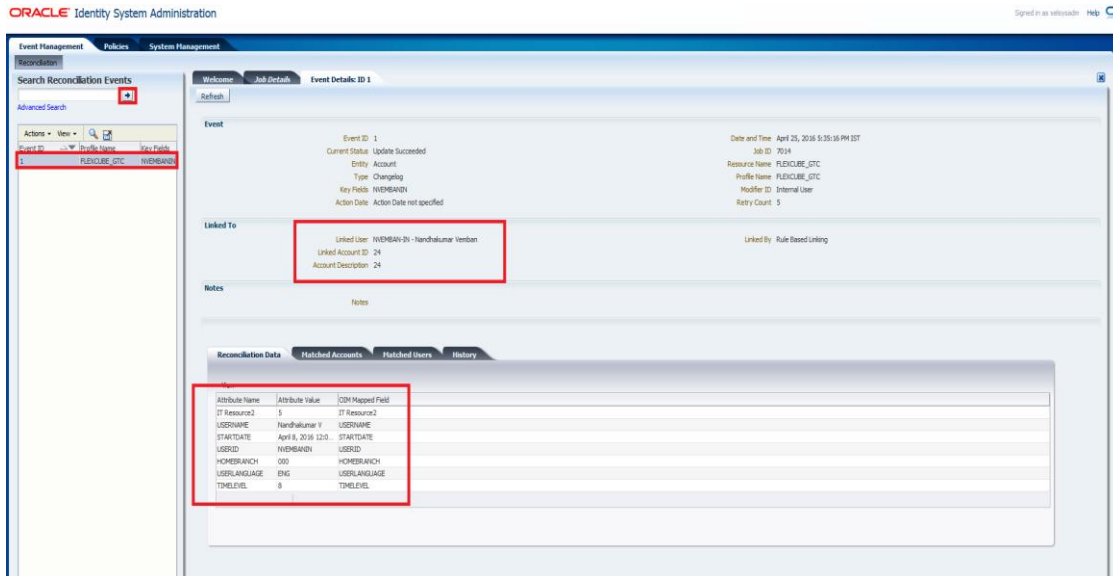 ORACLE Identity System Administration
Signed in as xelsysadm Help
Event Management Policies System Management
Reconciliation
Search Reconciliation Events
Advanced Search
Actions View
Event ID Profile Name Key Fields
1 FLEXCUBE_GTC NVEMBANIN
Welcome Job Details Event Details: ID 1
Refresh
Event
Event ID 1
Current Status Update Succeeded
Entity Account
Type Changelog
Key Fields NVEMBANIN
Action Date Action Date not specified
Date and Time April 25, 2016 5:35:16 PM IST
Job ID 7014
Resource Name FLEXCUBE_GTC
Profile Name FLEXCUBE_GTC
Modifier ID Internal User
Retry Count 5
Linked To
Linked User NVEMBAN-IN - Nandhakumar Vemban
Linked Account ID 24
Account Description 24
Linked By Rule Based Linking
Notes
Notes
Reconciliation Data Matched Accounts Matched Users History
Attribute Name Attribute Value OIM Mapped Field
IT Resource2 5 IT Resource2
USERNAME Nandhakumar V USERNAME
STARTDATE April 8, 2016 12:0... STARTDATE
USERID NVEMBANIN USERID
HOMEBRANCH 000 HOMEBRANCH
USERLANGUAGE ENG USERLANGUAGE
TIMELEVEL 8 TIMELEVEL